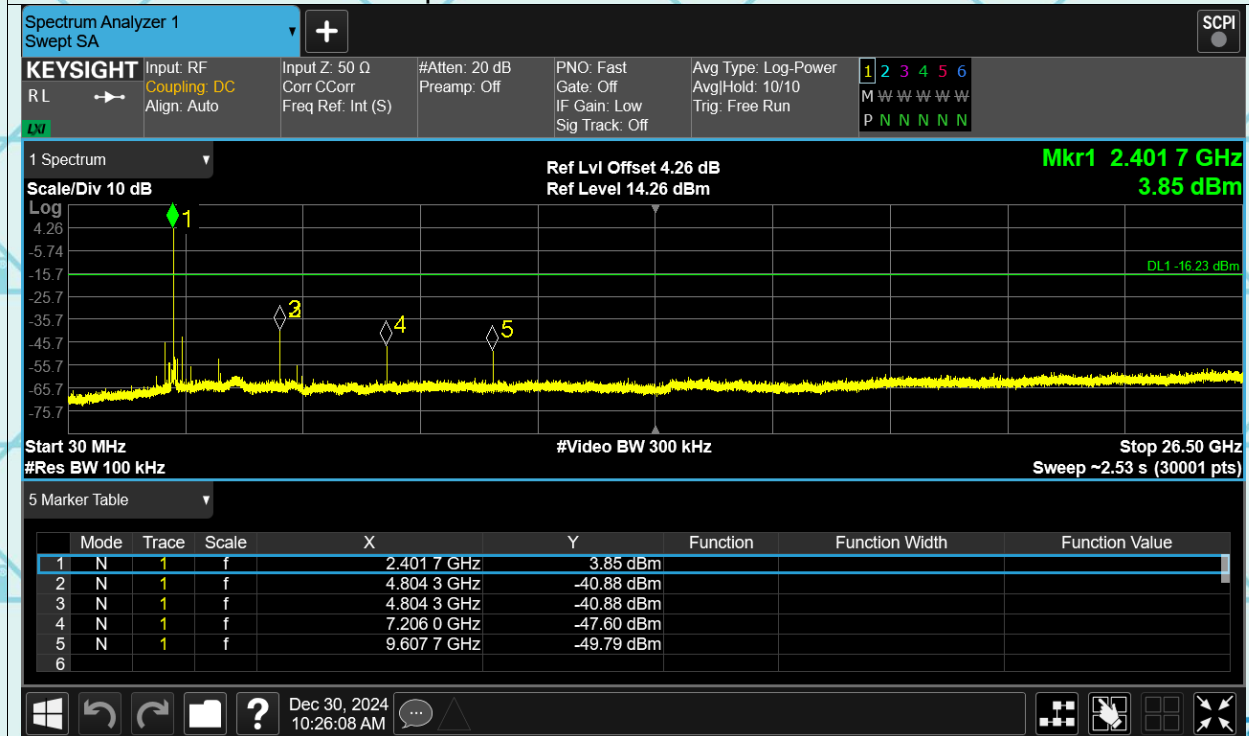 Spectrum Analyzer 1
Swept SA
+
SCPI
KEYSIGHT
RL
LXI
Input: RF
Coupling: DC
Align: Auto
Input Z: 50 Ω
Corr CCorr
Freq Ref: Int (S)
#Atten: 20 dB
Preamp: Off
PNO: Fast
Gate: Off
IF Gain: Low
Sig Track: Off
Avg Type: Log-Power
Avg|Hold: 10/10
Trig: Free Run
1 2 3 4 5 6
M W W W W W
P N N N N N N
1 Spectrum
Scale/Div 10 dB
Ref Lvl Offset 4.26 dB
Ref Level 14.26 dBm
Mkr1 2.401 7 GHz
3.85 dBm
Log
4.26
-5.74
-15.7
-25.7
-35.7
-45.7
-55.7
-65.7
-75.7
1
3
4
5
DL1 -16.23 dBm
Start 30 MHz
#Video BW 300 kHz
Stop 26.50 GHz
#Res BW 100 kHz
Sweep ~2.53 s (30001 pts)
5 Marker Table
Mode Trace Scale X Y Function Function Width Function Value
1 N 1 f 2.401 7 GHz 3.85 dBm
2 N 1 f 4.804 3 GHz -40.88 dBm
3 N 1 f 4.804 3 GHz -40.88 dBm
4 N 1 f 7.206 0 GHz -47.60 dBm
5 N 1 f 9.607 7 GHz -49.79 dBm
6
?
Dec 30, 2024
10:26:08 AM